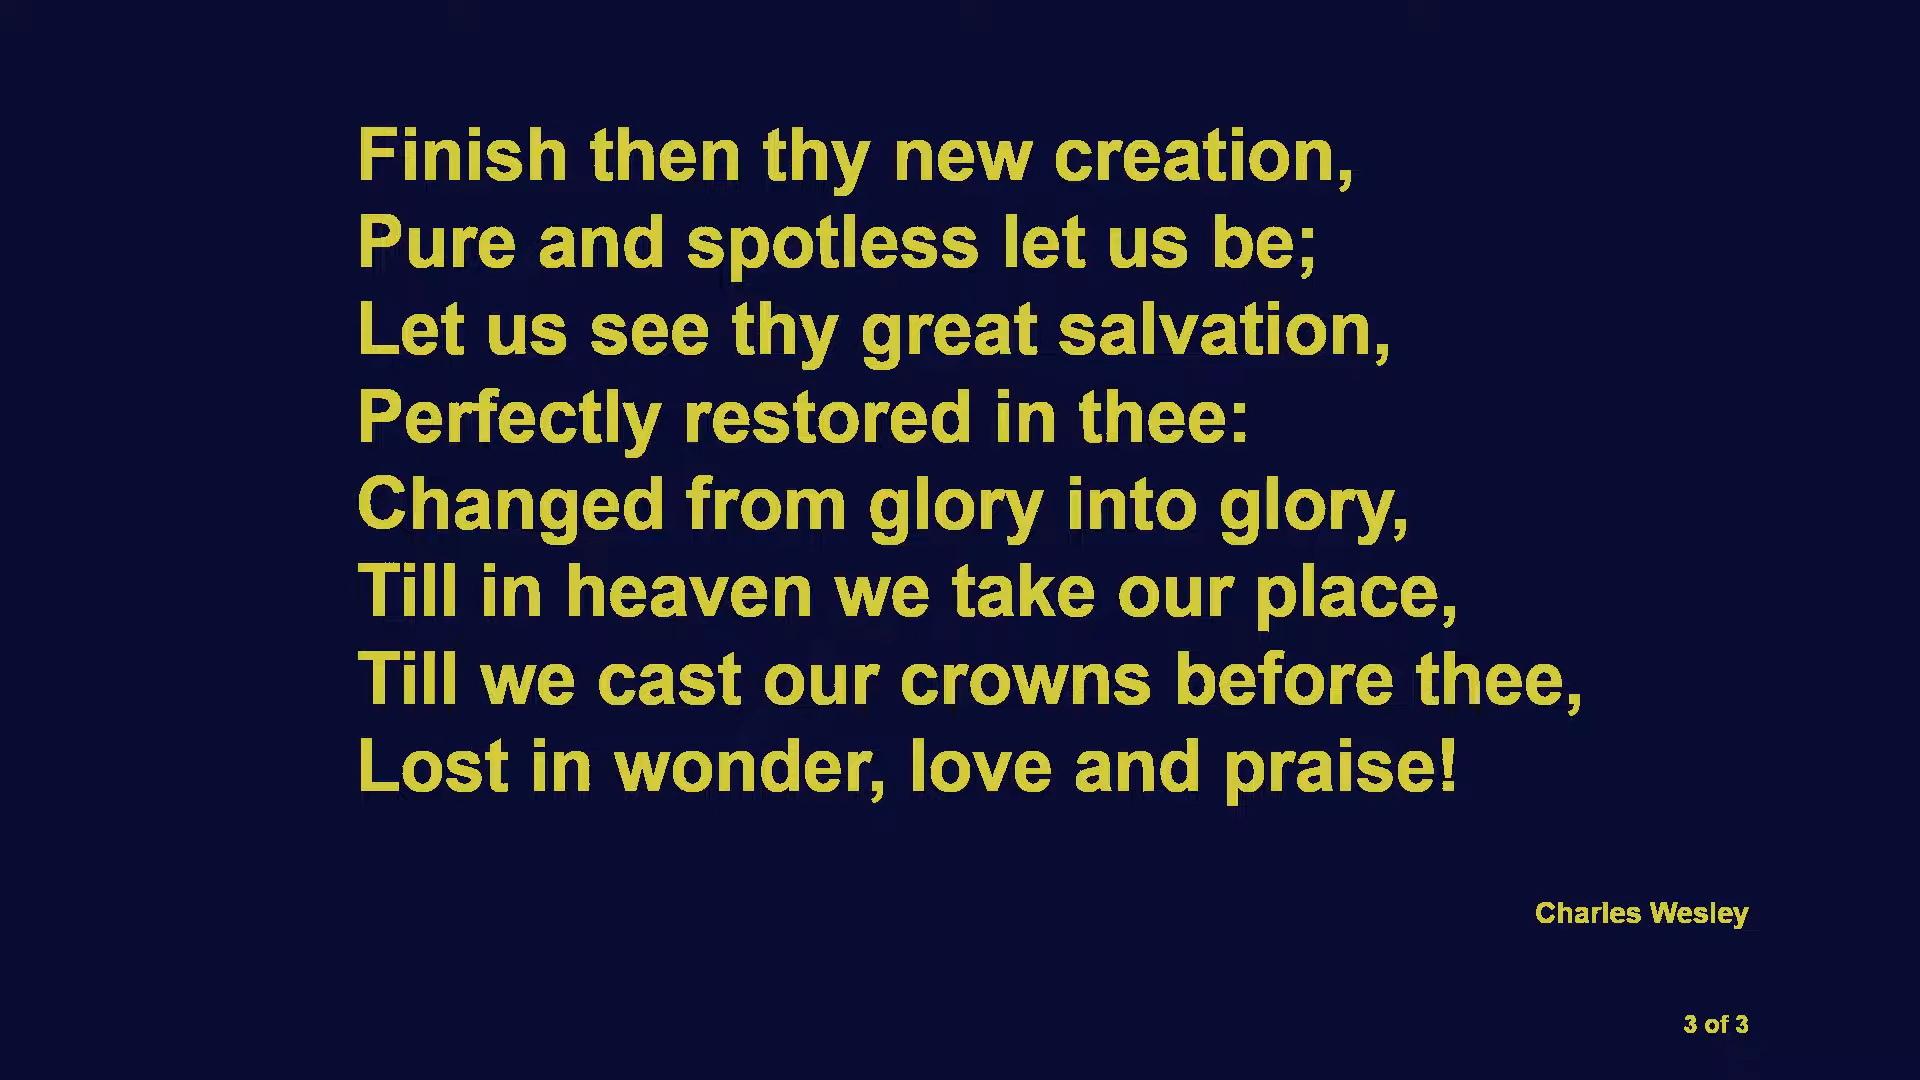 Finish then thy new creation,
Pure and spotless let us be;
Let us see thy great salvation,
Perfectly restored in thee:
Changed from glory into glory,
Till in heaven we take our place,
Till we cast our crowns before thee,
Lost in wonder, love and praise!
Charles Wesley
3 of 3